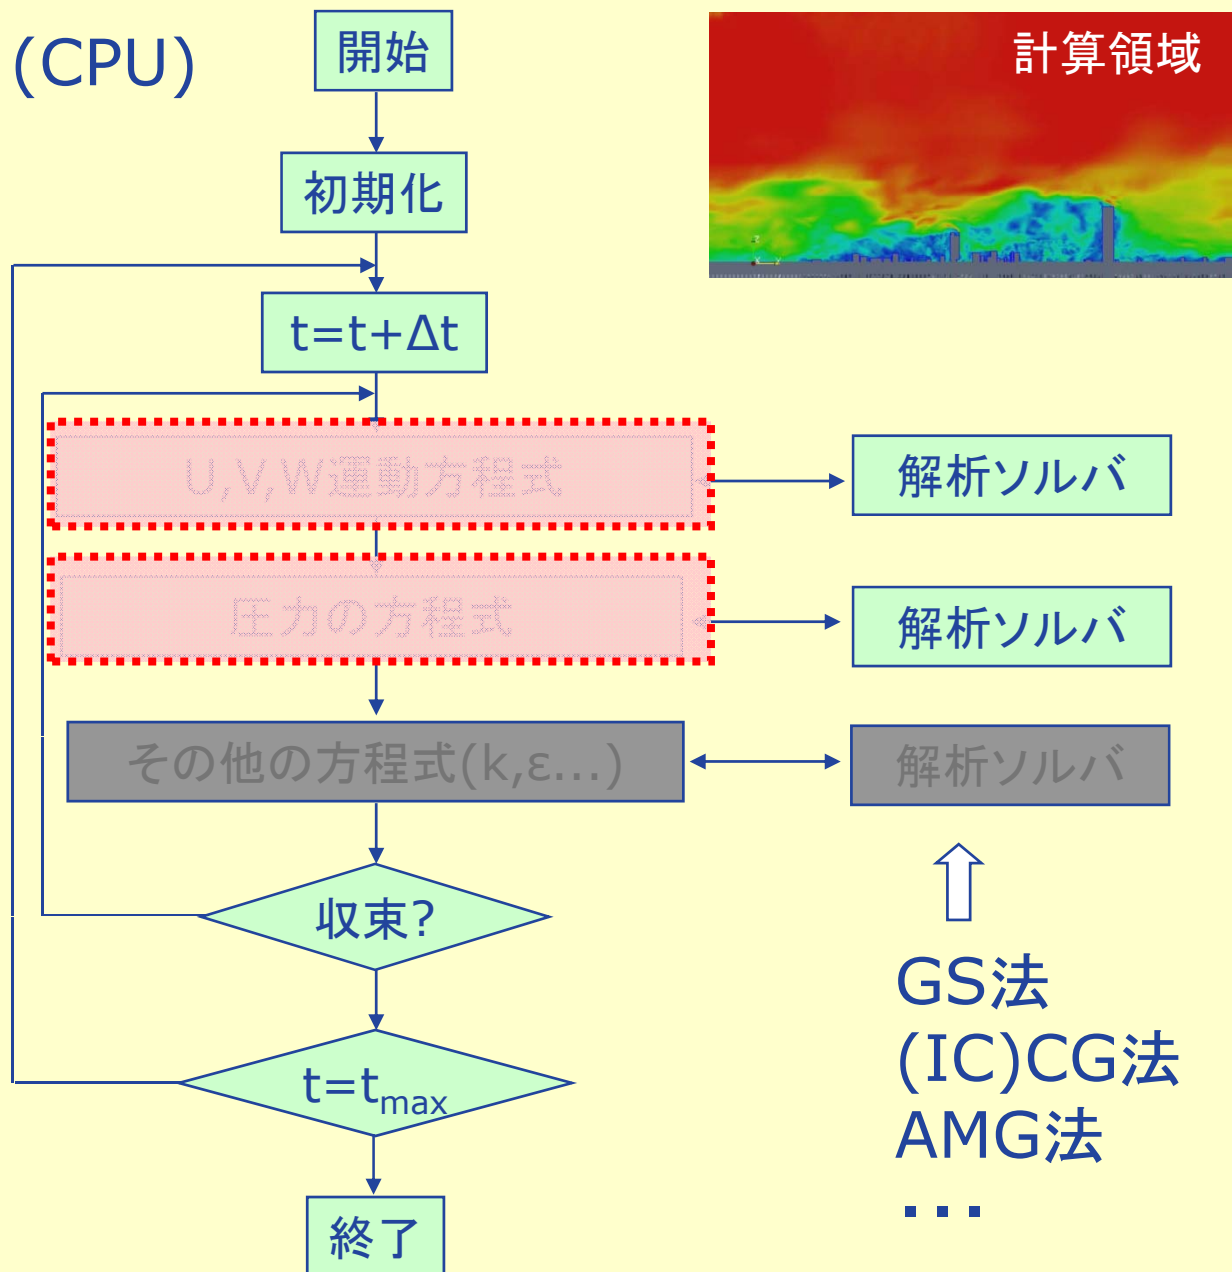 (CPU)
開始
計算領域
初期化
t=t+Δt
U,V,W運動方程式
解析ソルバ
圧力の方程式
解析ソルバ
その他の方程式(k,ε...)
解析ソルバ
収束?
t=tmax
終了
GS法
(IC)CG法
AMG法
...